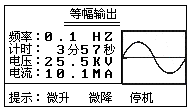 等幅输出
频率:0.1 HZ
计时: 3分57秒
电压:25.5KV
电流:10.1MA
提示: 微升 微降 停机